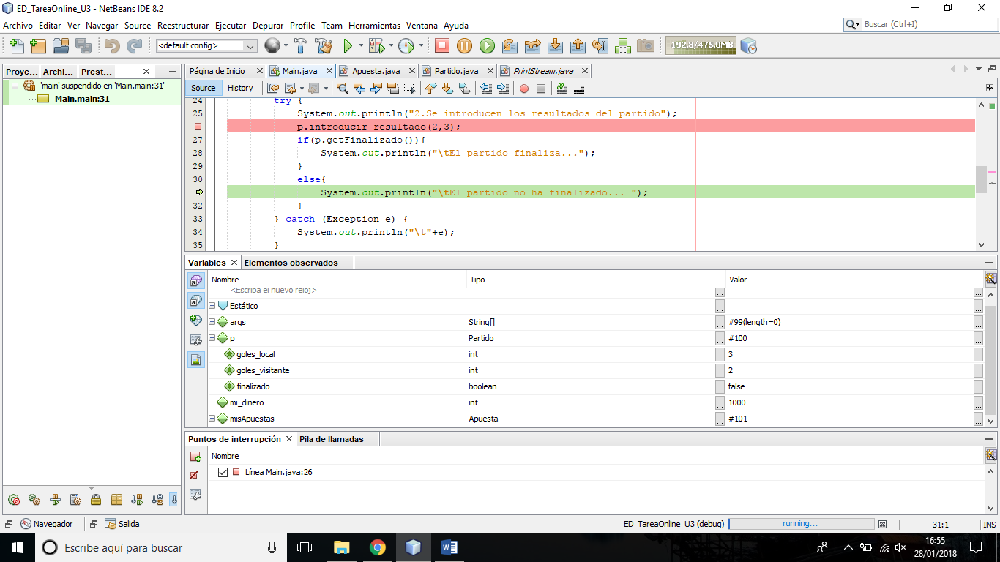 ED_TareaOnline_U3 - NetBeans IDE 8.2
Archivo Editar Ver Navegar Source Reestructurar Ejecutar Depurar Profile Team Herramientas Ventana Ayuda
Buscar (Ctrl+I)
<default config>
192,8/475,0MB
Proye... Archi... Prest...
Página de Inicio Main.java Apuesta.java Partido.java PrintStream.java
'main' suspendido en 'Main.main:31'
Main.main:31
Source History
24 try {
25 System.out.println("2.Se introducen los resultados del partido");
p.introducir_resultado(2,3);
27 if(p.getFinalizado()){
28 System.out.println("\tEl partido finaliza...");
29 }
30 else{
System.out.println("\tEl partido no ha finalizado... ");
32 }
33 } catch (Exception e) {
34 System.out.println("\t"+e);
35 }
Variables Elementos observados
Nombre Tipo Valor
<Escriba el nuevo reloj>
Estático
args String[] #99(length=0)
p Partido #100
goles_local int 3
goles_visitante int 2
finalizado boolean false
mi_dinero int 1000
misApuestas Apuesta #101
Puntos de interrupción Pila de llamadas
Nombre
Línea Main.java:26
Navegador Salida
ED_TareaOnline_U3 (debug) running... 31:1 INS
Escribe aquí para buscar
16:55
28/01/2018